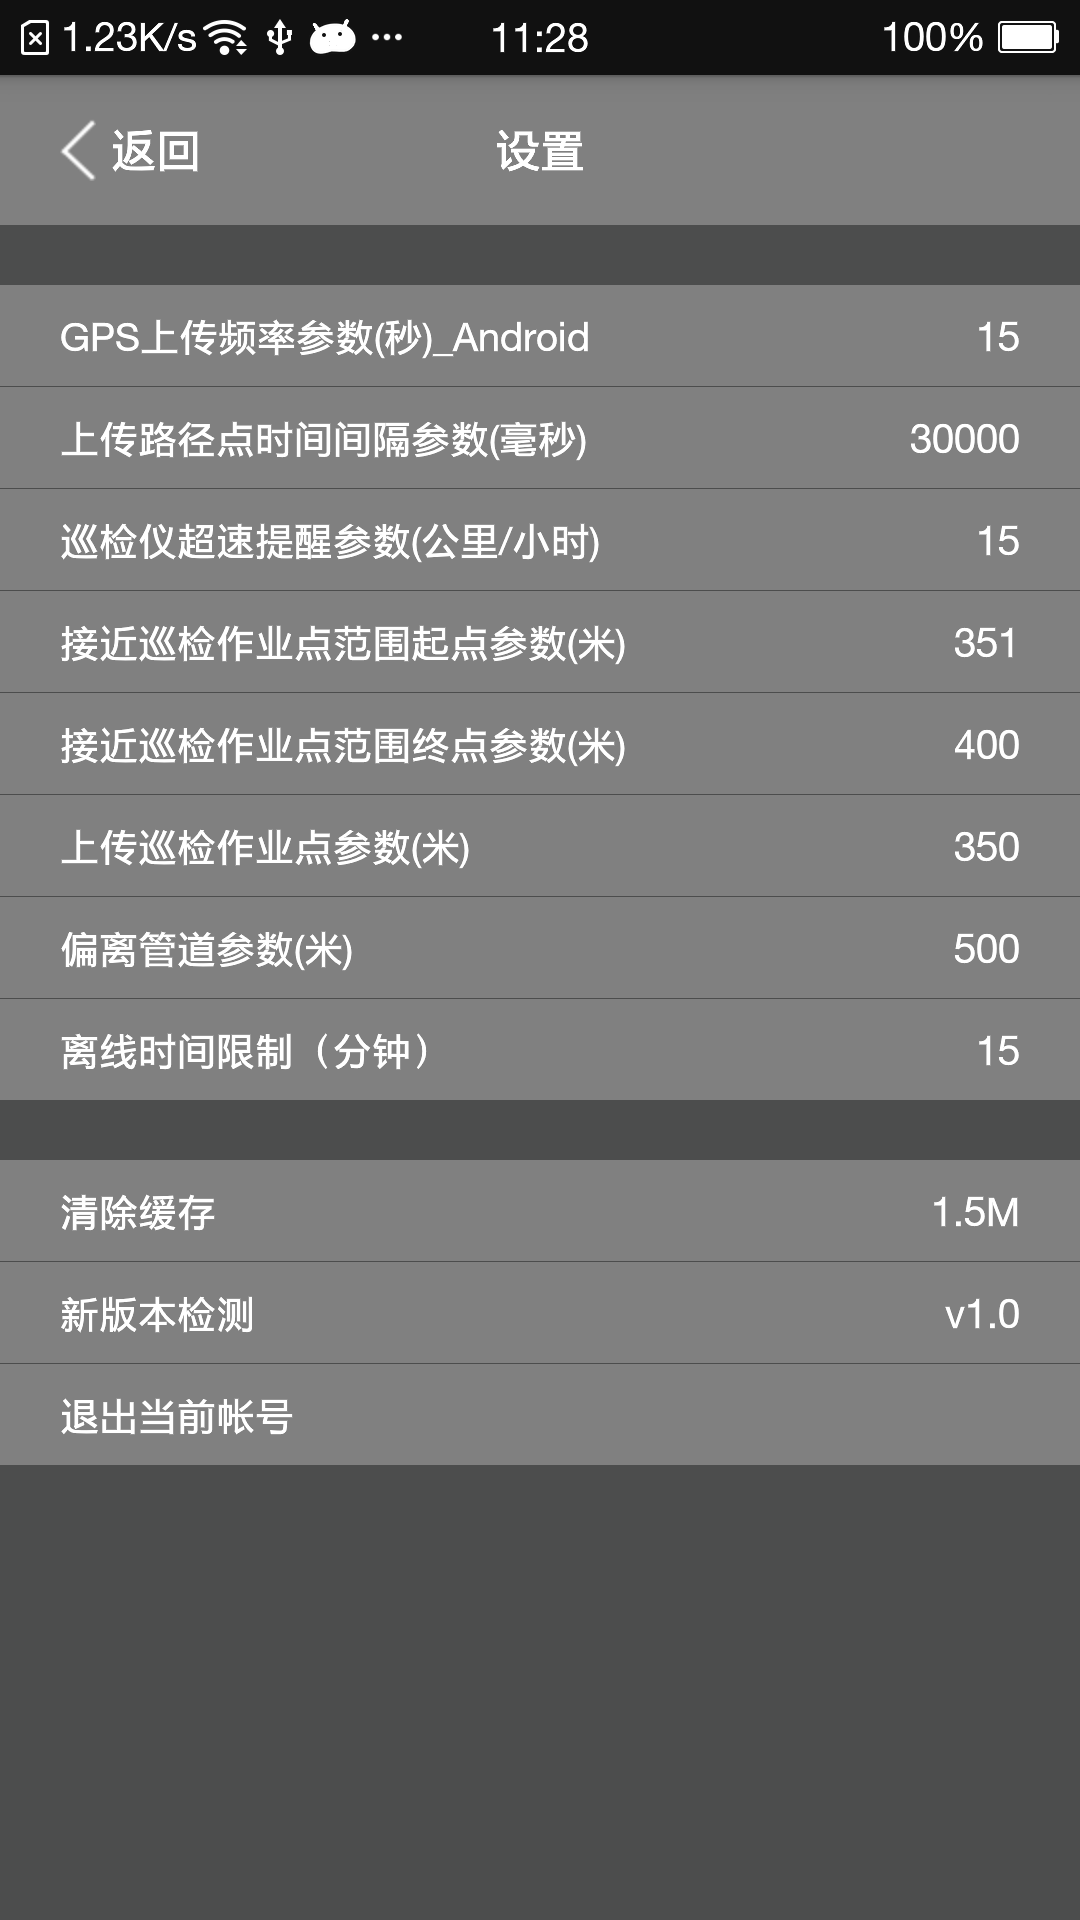 1.23K/s 11:28 100%
返回 设置
GPS上传频率参数(秒)_Android 15
上传路径点时间间隔参数(毫秒) 30000
巡检仪超速提醒参数(公里/小时) 15
接近巡检作业点范围起点参数(米) 351
接近巡检作业点范围终点参数(米) 400
上传巡检作业点参数(米) 350
偏离管道参数(米) 500
离线时间限制（分钟） 15
清除缓存 1.5M
新版本检测 v1.0
退出当前帐号